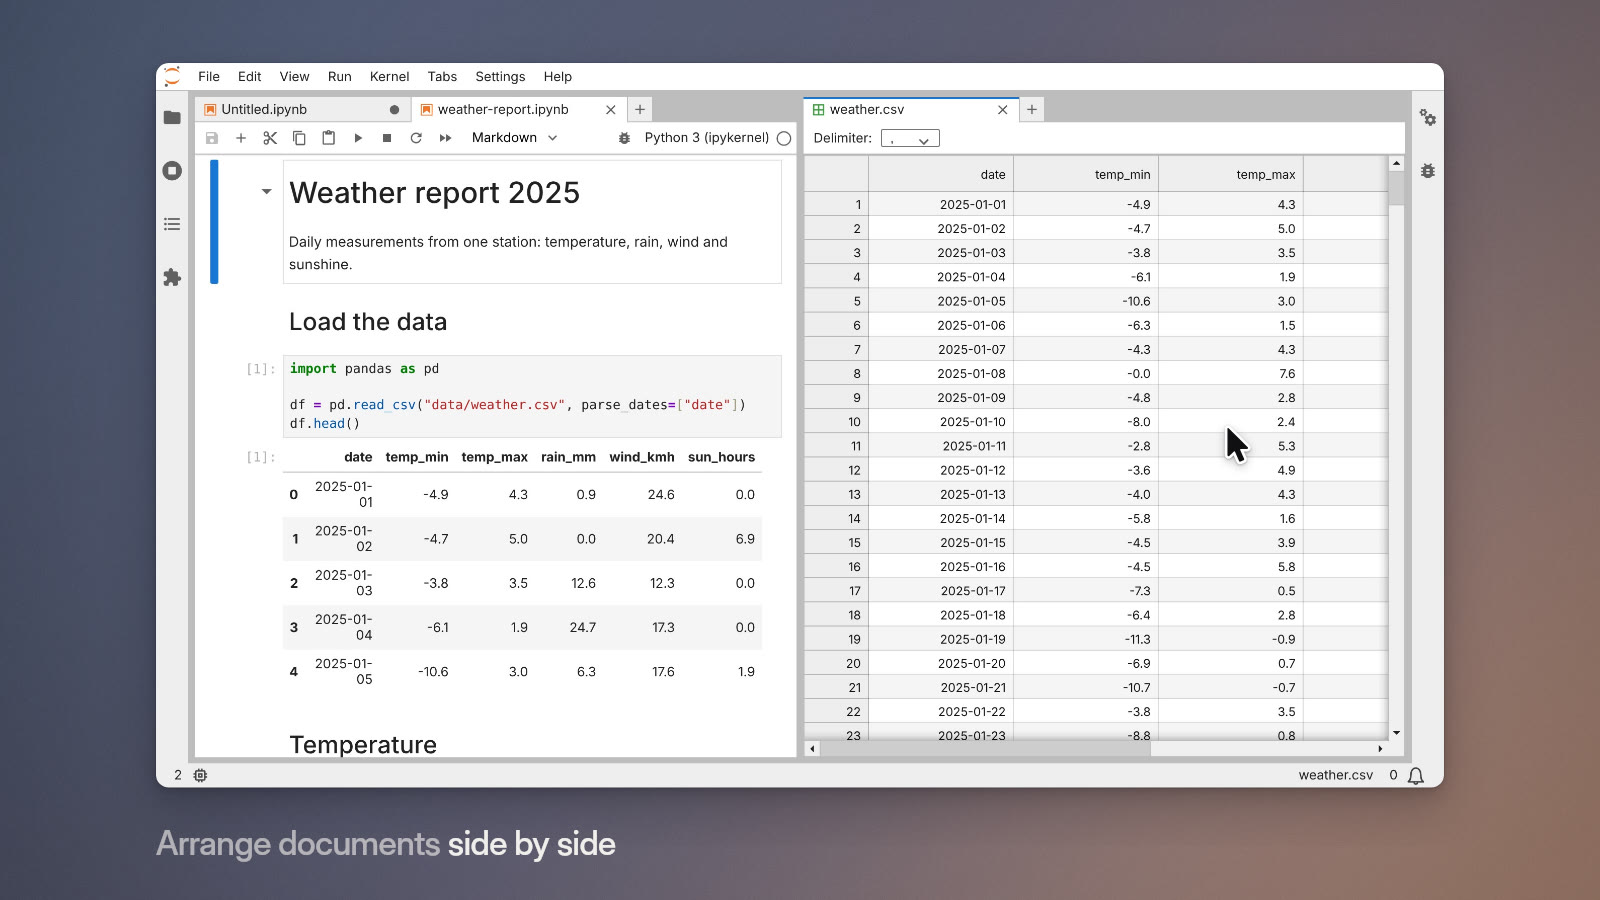 File Edit View Run Kernel Tabs Settings Help
Untitled.ipynb weather-report.ipynb
Markdown Python 3 (ipykernel)
Weather report 2025
Daily measurements from one station: temperature, rain, wind and
sunshine.
Load the data
[1]: import pandas as pd
df = pd.read_csv("data/weather.csv", parse_dates=["date"])
df.head()
[1]: date temp_min temp_max rain_mm wind_kmh sun_hours
0 2025-01-01 -4.9 4.3 0.9 24.6 0.0
1 2025-01-02 -4.7 5.0 0.0 20.4 6.9
2 2025-01-03 -3.8 3.5 12.6 12.3 0.0
3 2025-01-04 -6.1 1.9 24.7 17.3 0.0
4 2025-01-05 -10.6 3.0 6.3 17.6 1.9
Temperature
weather.csv
Delimiter: ,
date temp_min temp_max
1 2025-01-01 -4.9 4.3
2 2025-01-02 -4.7 5.0
3 2025-01-03 -3.8 3.5
4 2025-01-04 -6.1 1.9
5 2025-01-05 -10.6 3.0
6 2025-01-06 -6.3 1.5
7 2025-01-07 -4.3 4.3
8 2025-01-08 -0.0 7.6
9 2025-01-09 -4.8 2.8
10 2025-01-10 -8.0 2.4
11 2025-01-11 -2.8 5.3
12 2025-01-12 -3.6 4.9
13 2025-01-13 -4.0 4.3
14 2025-01-14 -5.8 1.6
15 2025-01-15 -4.5 3.9
16 2025-01-16 -4.5 5.8
17 2025-01-17 -7.3 0.5
18 2025-01-18 -6.4 2.8
19 2025-01-19 -11.3 -0.9
20 2025-01-20 -6.9 0.7
21 2025-01-21 -10.7 -0.7
22 2025-01-22 -3.8 3.5
23 2025-01-23 -8.8 0.8
2 weather.csv 0
Arrange documents side by side